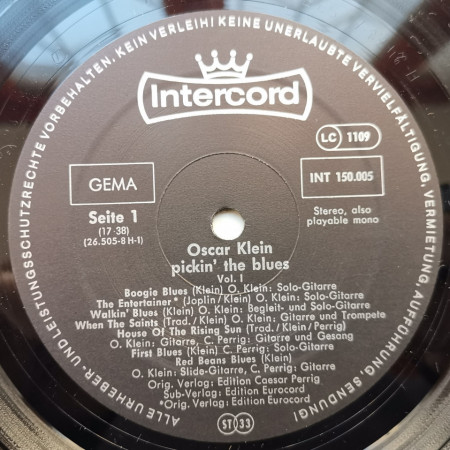 ALLE URHEBER- UND LEISTUNGSSCHUTZRECHTE VORBEHALTEN. KEIN VERLEIH! KEINE UNERLAUBTE VERVIELFÄLTIGUNG, VERMIETUNG, AUFFÜHRUNG, SENDUNG!
Intercord
LC 1109
GEMA
INT 150.005
Seite 1
(17·38)
(26.505-8 H-1)
Stereo, also
playable mono
Oscar Klein
pickin' the blues
Vol. I
Boogie Blues (Klein) O. Klein: Solo-Gitarre
The Entertainer* (Joplin/Klein) O. Klein: Solo-Gitarre
Walkin' Blues (Klein) O. Klein: Begleit- und Solo-Gitarre
When The Saints (Trad./Klein) O. Klein: Gitarre und Trompete
House Of The Rising Sun (Trad./Klein/Perrig)
O. Klein: Gitarre, C. Perrig: Gitarre und Gesang
First Blues (Klein) C. Perrig: Solo-Gitarre
Red Beans Blues (Klein)
O. Klein: Slide-Gitarre, C. Perrig: Gitarre
Orig. Verlag: Edition Caesar Perrig
Sub-Verlag: Edition Eurocord
*Orig. Verlag: Edition Eurocord
ST 33